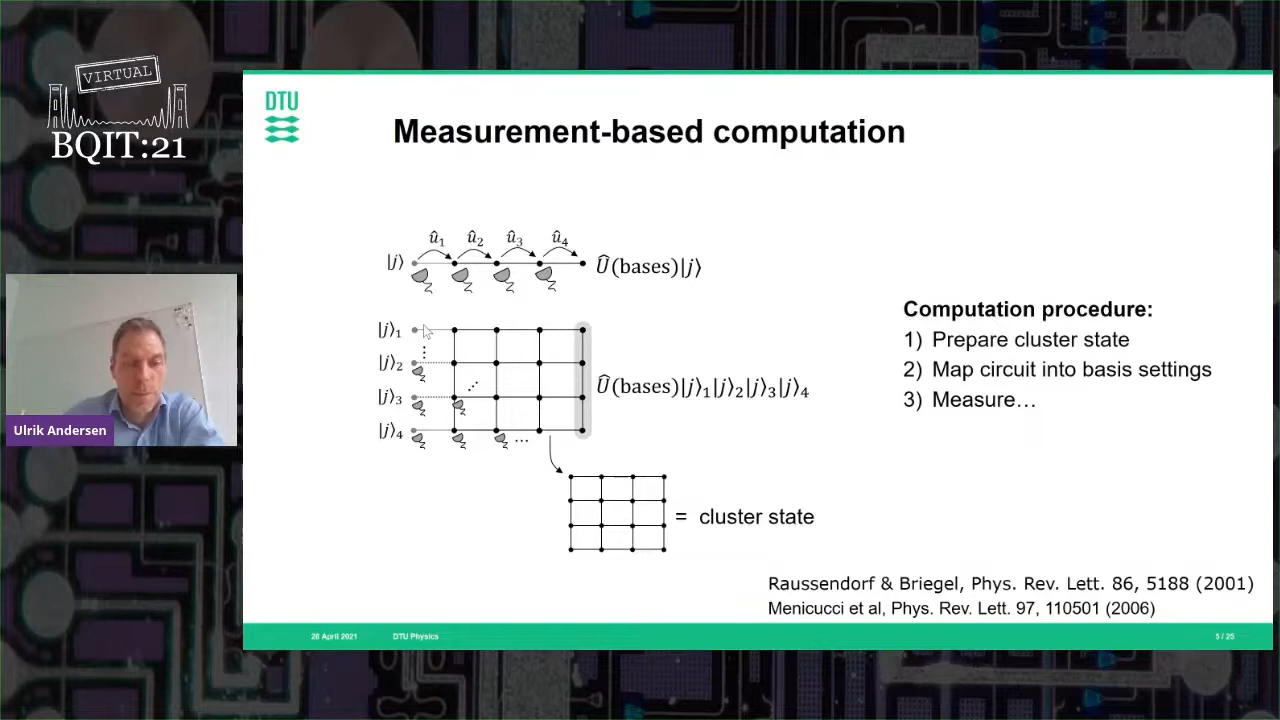 VIRTUAL
BQIT:21
DTU
Measurement-based computation
û₁ û₂ û₃ û₄
|j⟩ Û(bases)|j⟩
|j⟩₁
|j⟩₂
|j⟩₃
|j⟩₄
Û(bases)|j⟩₁|j⟩₂|j⟩₃|j⟩₄
= cluster state
Computation procedure:
1) Prepare cluster state
2) Map circuit into basis settings
3) Measure…
Raussendorf & Briegel, Phys. Rev. Lett. 86, 5188 (2001)
Menicucci et al, Phys. Rev. Lett. 97, 110501 (2006)
Ulrik Andersen
28 April 2021 DTU Physics 5 / 25